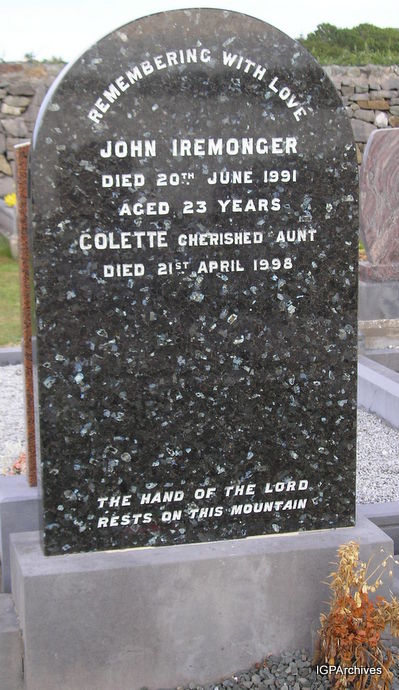 REMEMBERING WITH LOVE
JOHN IREMONGER
DIED 20TH JUNE 1991
AGED 23 YEARS
COLETTE CHERISHED AUNT
DIED 21ST APRIL 1998
THE HAND OF THE LORD
RESTS ON THIS MOUNTAIN
IGPArchives